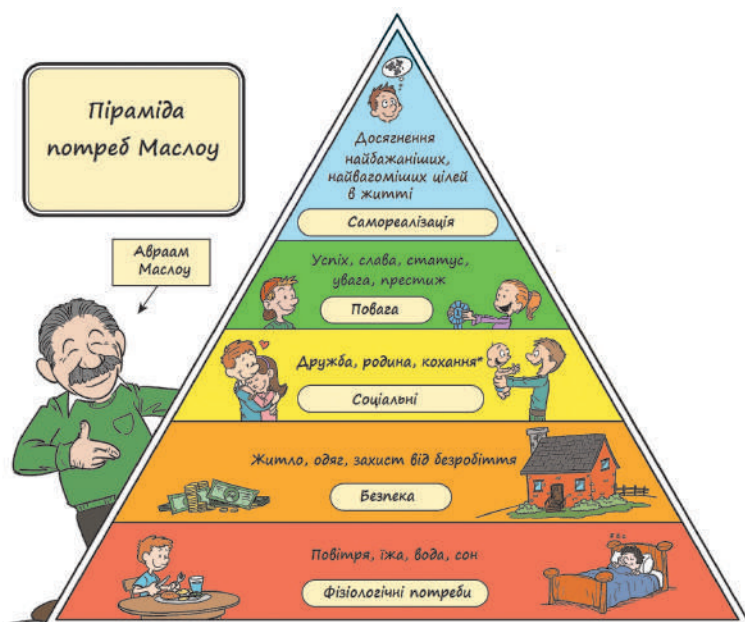 Піраміда
потреб Маслоу
Авраам
Маслоу
Досягнення
найбажаніших,
найвагоміших цілей
в житті
Самореалізація
Успіх, слава, статус,
увага, престиж
Повага
Дружба, родина, кохання*
Соціальні
Житло, одяг, захист від безробіття
Безпека
Повітря, їжа, вода, сон
Фізіологічні потреби